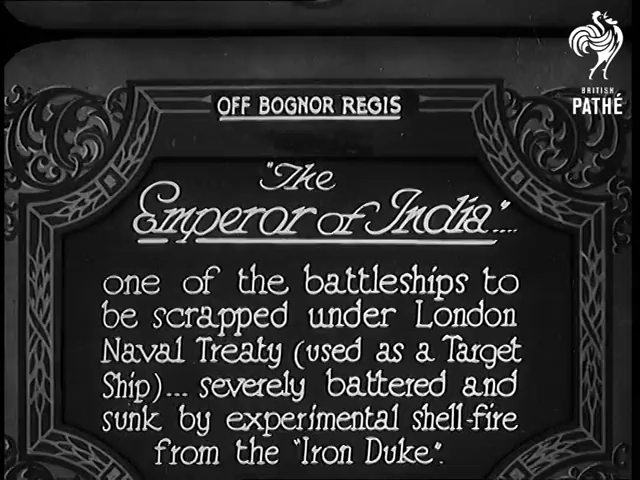 BRITISH
PATHÉ
OFF BOGNOR REGIS
"The
Emperor of India"....
one of the battleships to
be scrapped under London
Naval Treaty (used as a Target
Ship)... severely battered and
sunk by experimental shell-fire
from the "Iron Duke".